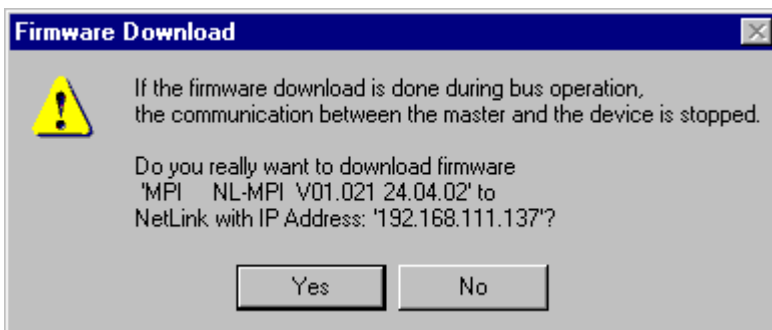 Firmware Download
If the firmware download is done during bus operation,
the communication between the master and the device is stopped.
Do you really want to download firmware
'MPI NL-MPI V01.021 24.04.02' to
NetLink with IP Address: '192.168.111.137'?
Yes No